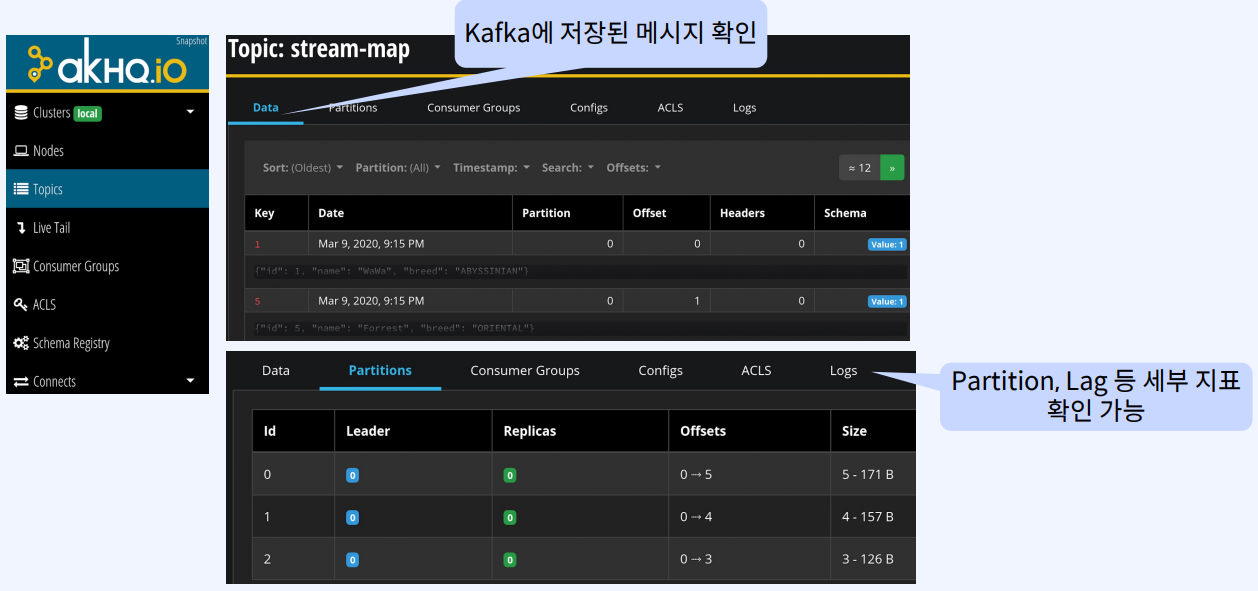 Kafka에 저장된 메시지 확인
Snapshot
akHQ.io
Clusters local
Nodes
Topics
Live Tail
Consumer Groups
ACLS
Schema Registry
Connects
Topic: stream-map
Data Partitions Consumer Groups Configs ACLS Logs
Sort: (Oldest) Partition: (All) Timestamp: Search: Offsets: ≈ 12 »
Key Date Partition Offset Headers Schema
1 Mar 9, 2020, 9:15 PM 0 0 0 Value: 1
{"id": 1, "name": "WaWa", "breed": "ABYSSINIAN"}
5 Mar 9, 2020, 9:15 PM 0 1 0 Value: 1
{"id": 5, "name": "Forrest", "breed": "ORIENTAL"}
Data Partitions Consumer Groups Configs ACLS Logs
Id Leader Replicas Offsets Size
0 0 0 0 → 5 5 - 171 B
1 0 0 0 → 4 4 - 157 B
2 0 0 0 → 3 3 - 126 B
Partition, Lag 등 세부 지표
확인 가능